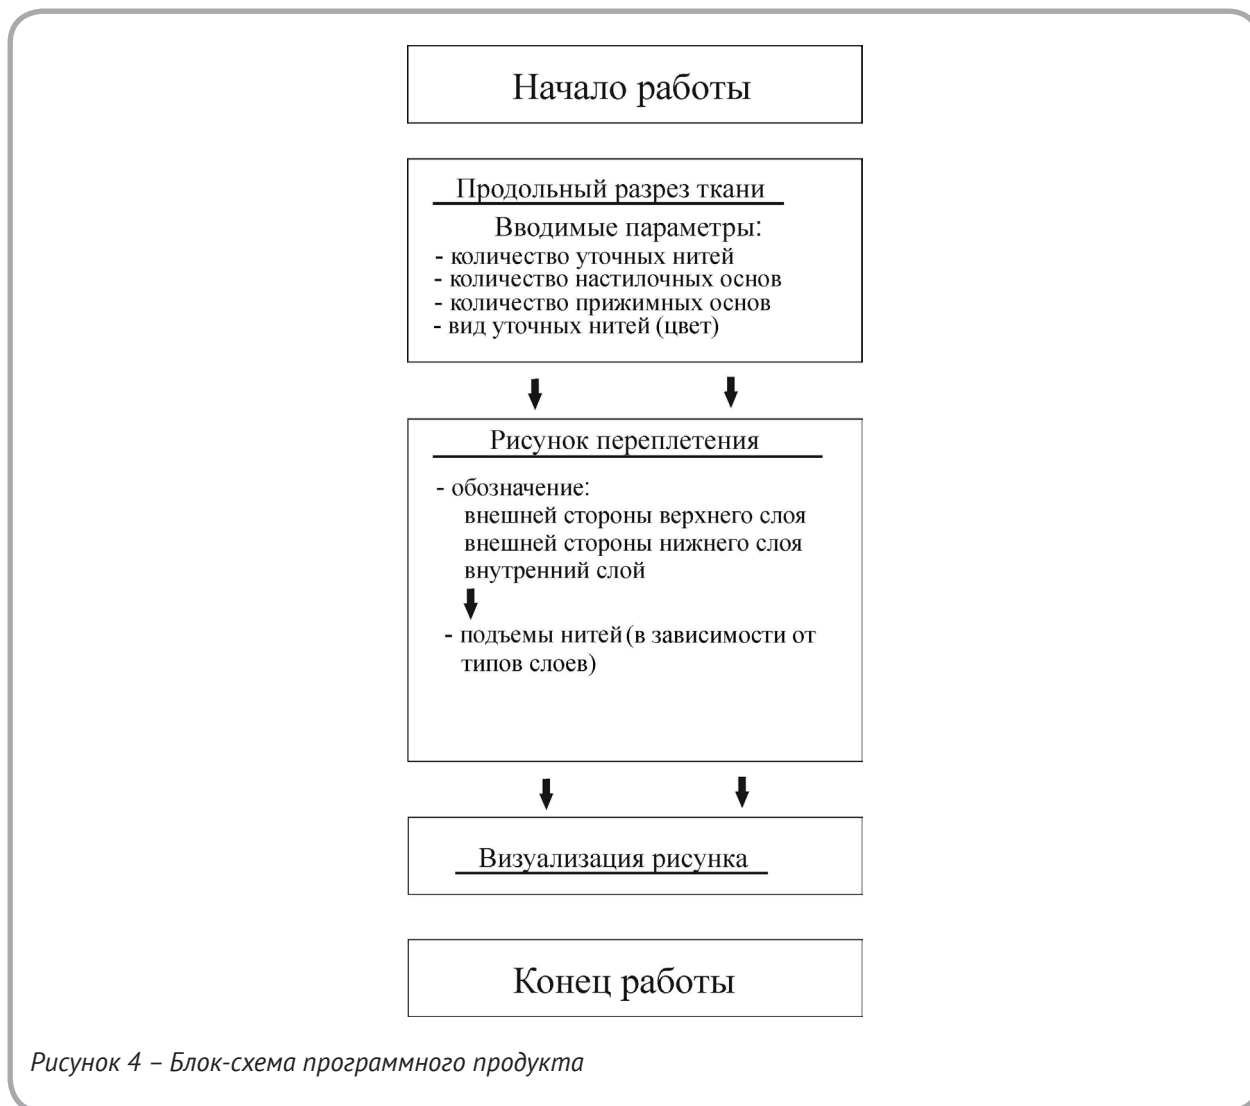 Начало работы
Продольный разрез ткани
Вводимые параметры:
- количество уточных нитей
- количество настилочных основ
- количество прижимных основ
- вид уточных нитей (цвет)
Рисунок переплетения
- обозначение:
внешней стороны верхнего слоя
внешней стороны нижнего слоя
внутренний слой
- подъемы нитей (в зависимости от
типов слоев)
Визуализация рисунка
Конец работы
Рисунок 4 – Блок-схема программного продукта